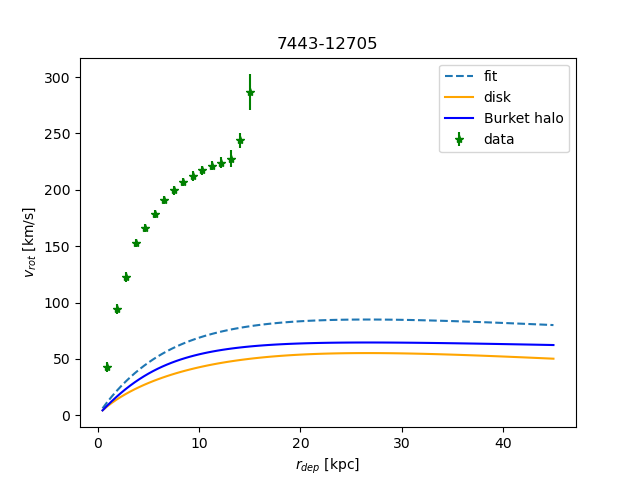 7443-12705
300
250
200
150
100
50
0
v_rot [km/s]
fit
disk
Burket halo
data
0 10 20 30 40
r_dep [kpc]